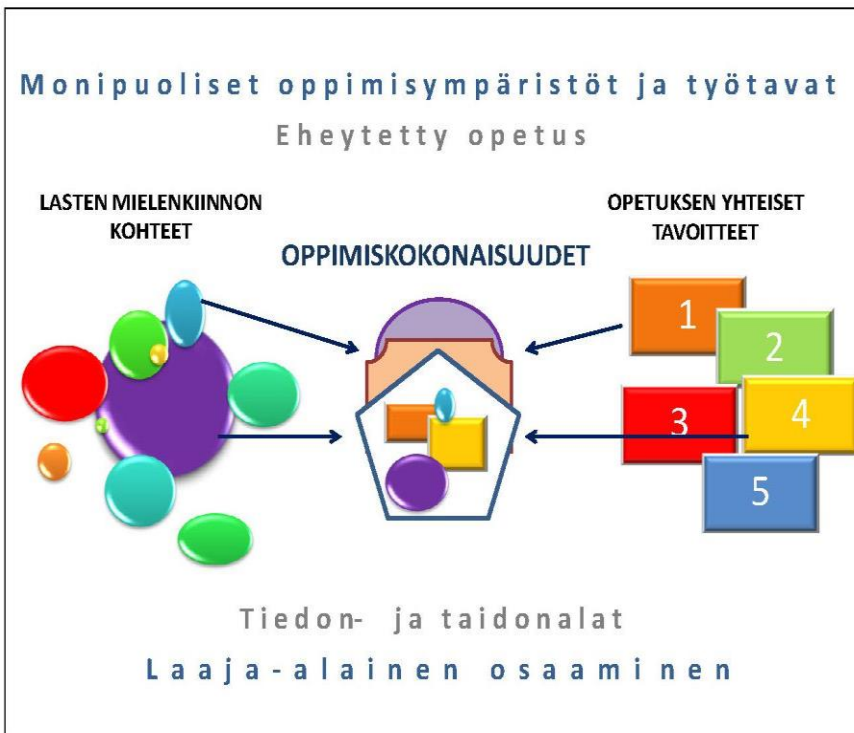 Monipuoliset oppimisympäristöt ja työtavat
Eheytetty opetus
LASTEN MIELENKIINNON
KOHTEET
OPETUKSEN YHTEISET
TAVOITTEET
OPPIMISKOKONAISUUDET
1
2
3
4
5
Tiedon- ja taidonalat
Laaja-alainen osaaminen